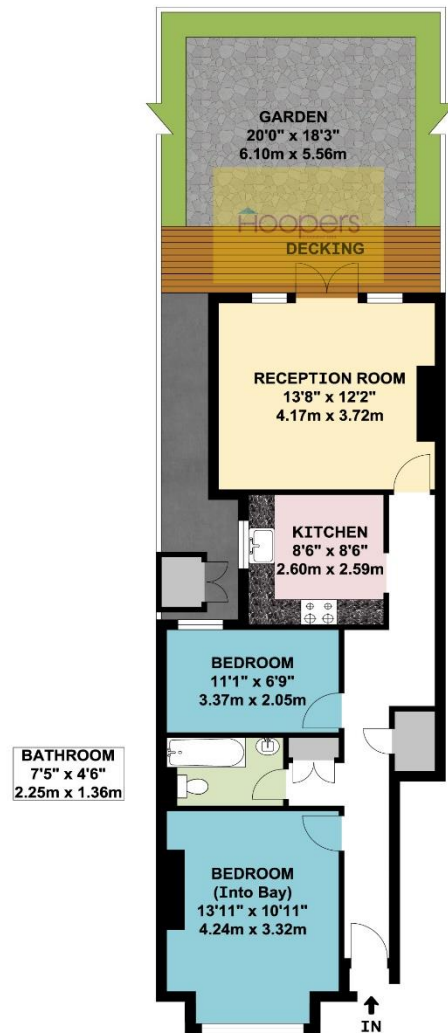 GARDEN
20'0" x 18'3"
6.10m x 5.56m
Hoopers
DECKING
RECEPTION ROOM
13'8" x 12'2"
4.17m x 3.72m
KITCHEN
8'6" x 8'6"
2.60m x 2.59m
BEDROOM
11'1" x 6'9"
3.37m x 2.05m
BATHROOM
7'5" x 4'6"
2.25m x 1.36m
BEDROOM
(Into Bay)
13'11" x 10'11"
4.24m x 3.32m
IN